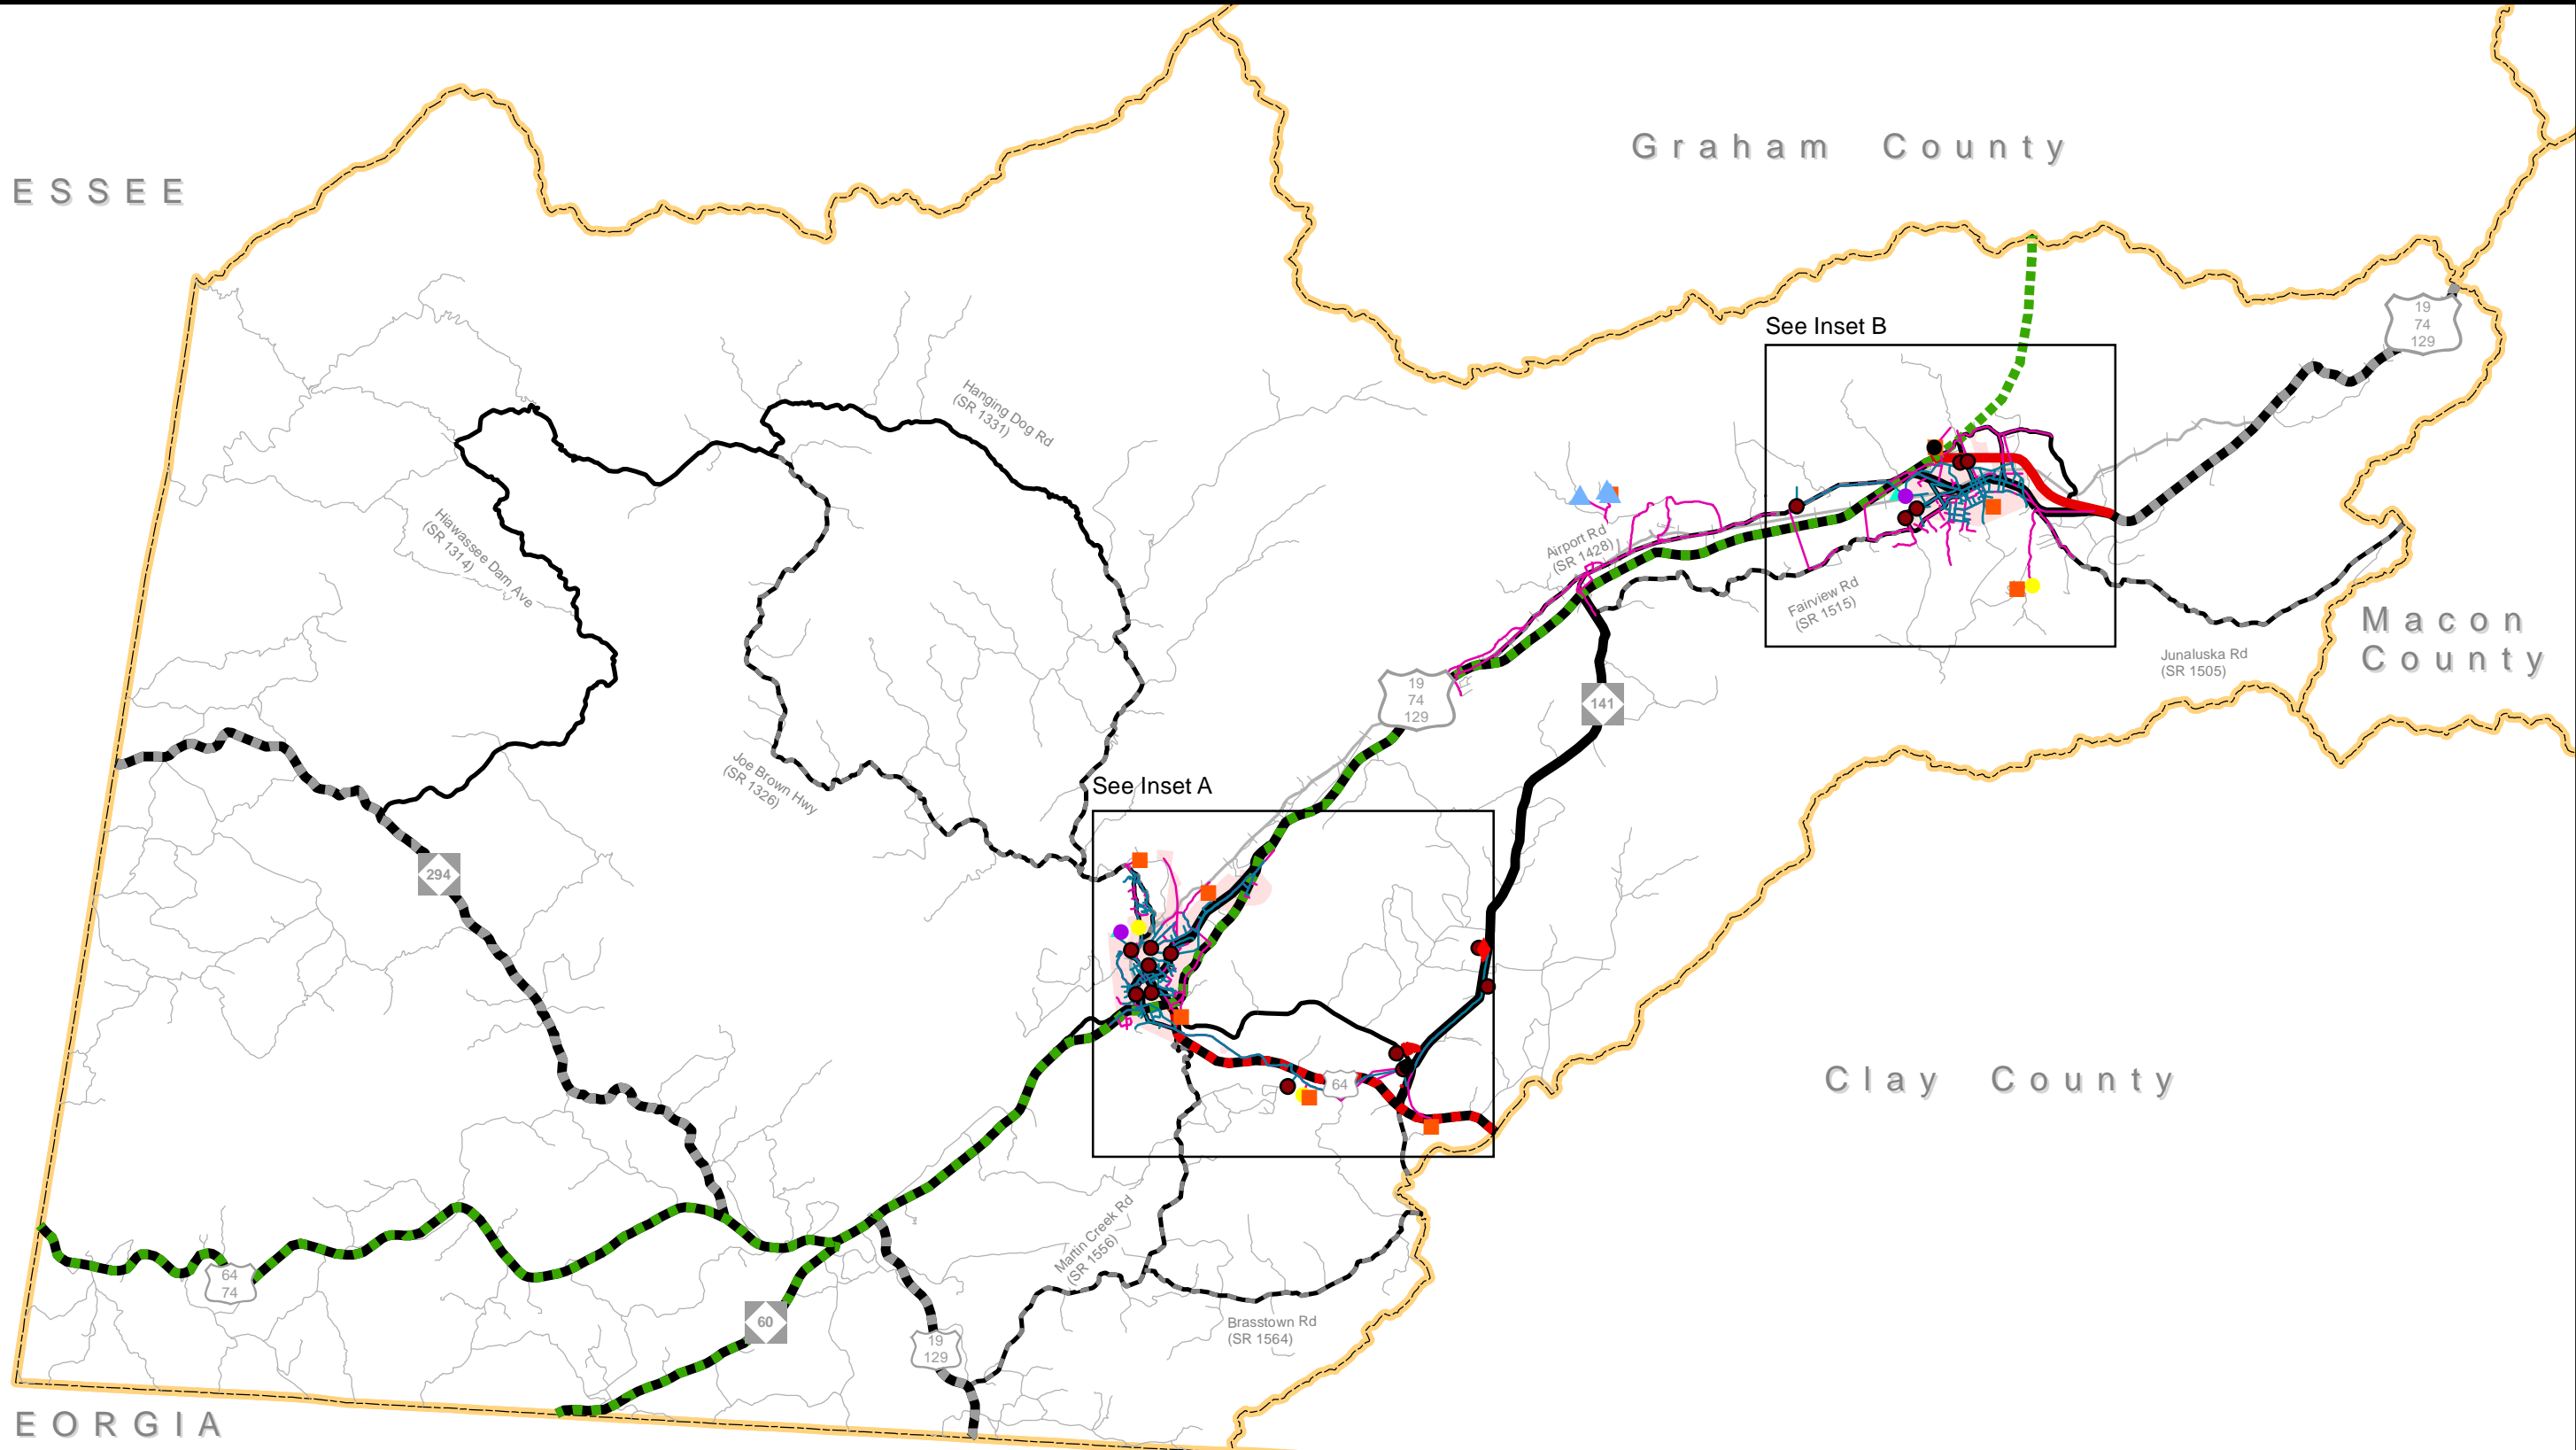 Graham County
ESSEE
19
74
129
See Inset B
Hanging Dog Rd
(SR 1331)
Hiawassee Dam Ave
(SR 1314)
Airport Rd
(SR 1428)
Fairview Rd
(SR 1515)
Macon
County
Junaluska Rd
(SR 1505)
19
74
129
141
Joe Brown Hwy
(SR 1326)
See Inset A
294
64
Clay County
Martin Creek Rd
(SR 1556)
64
74
60
19
129
Brasstown Rd
(SR 1564)
EORGIA